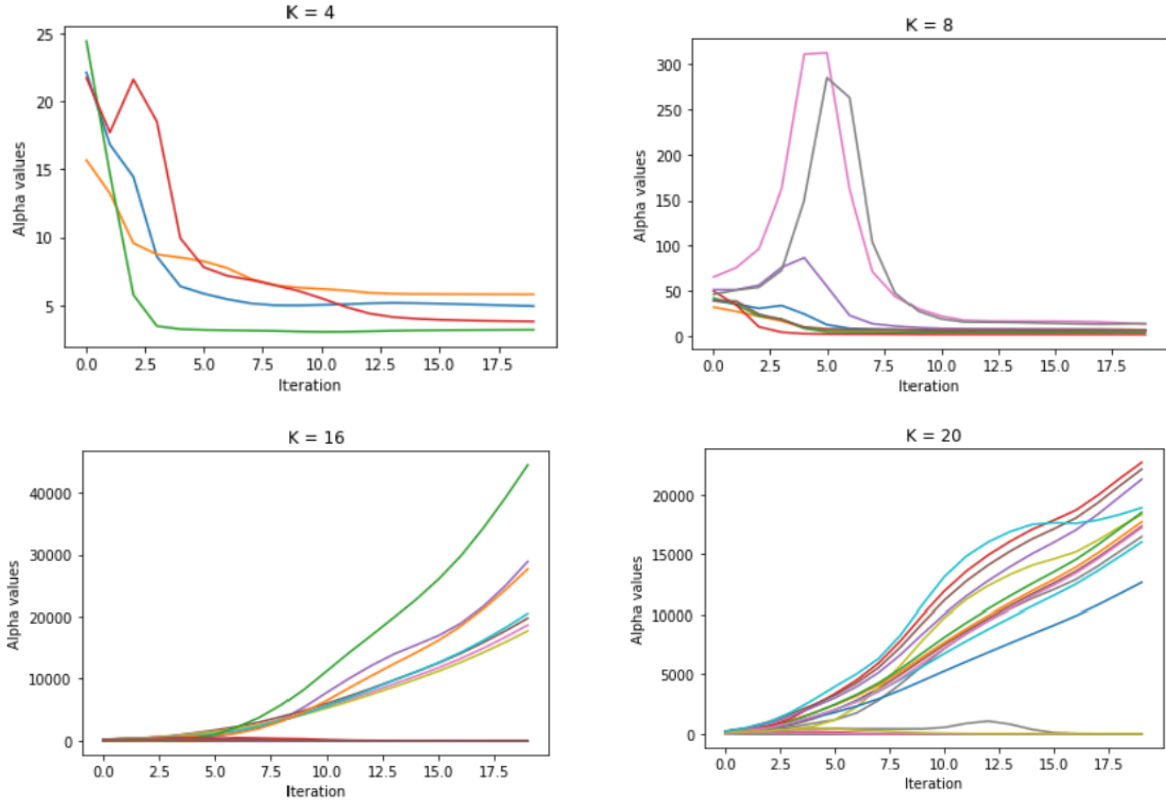 K = 4
25
20
15
10
5
Alpha values
0.0 2.5 5.0 7.5 10.0 12.5 15.0 17.5
Iteration
K = 8
300
250
200
150
100
50
0
Alpha values
0.0 2.5 5.0 7.5 10.0 12.5 15.0 17.5
Iteration
K = 16
40000
30000
20000
10000
0
Alpha values
0.0 2.5 5.0 7.5 10.0 12.5 15.0 17.5
Iteration
K = 20
20000
15000
10000
5000
0
Alpha values
0.0 2.5 5.0 7.5 10.0 12.5 15.0 17.5
Iteration